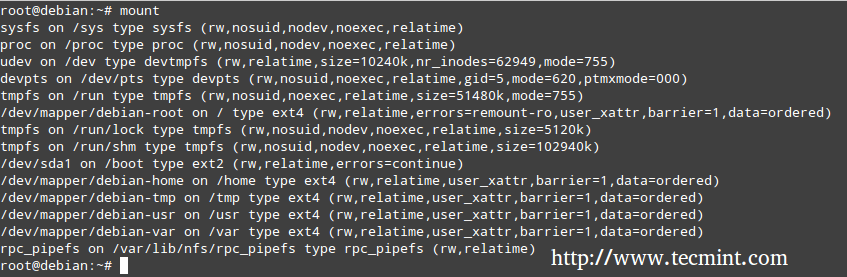 root@debian:~# mount
sysfs on /sys type sysfs (rw,nosuid,nodev,noexec,relatime)
proc on /proc type proc (rw,nosuid,nodev,noexec,relatime)
udev on /dev type devtmpfs (rw,relatime,size=10240k,nr_inodes=62949,mode=755)
devpts on /dev/pts type devpts (rw,nosuid,noexec,relatime,gid=5,mode=620,ptmxmode=000)
tmpfs on /run type tmpfs (rw,nosuid,noexec,relatime,size=51480k,mode=755)
/dev/mapper/debian-root on / type ext4 (rw,relatime,errors=remount-ro,user_xattr,barrier=1,data=ordered)
tmpfs on /run/lock type tmpfs (rw,nosuid,nodev,noexec,relatime,size=5120k)
tmpfs on /run/shm type tmpfs (rw,nosuid,nodev,noexec,relatime,size=102940k)
/dev/sda1 on /boot type ext2 (rw,relatime,errors=continue)
/dev/mapper/debian-home on /home type ext4 (rw,relatime,user_xattr,barrier=1,data=ordered)
/dev/mapper/debian-tmp on /tmp type ext4 (rw,relatime,user_xattr,barrier=1,data=ordered)
/dev/mapper/debian-usr on /usr type ext4 (rw,relatime,user_xattr,barrier=1,data=ordered)
/dev/mapper/debian-var on /var type ext4 (rw,relatime,user_xattr,barrier=1,data=ordered)
rpc_pipefs on /var/lib/nfs/rpc_pipefs type rpc_pipefs (rw,relatime)
root@debian:~#
http://www.tecmint.com